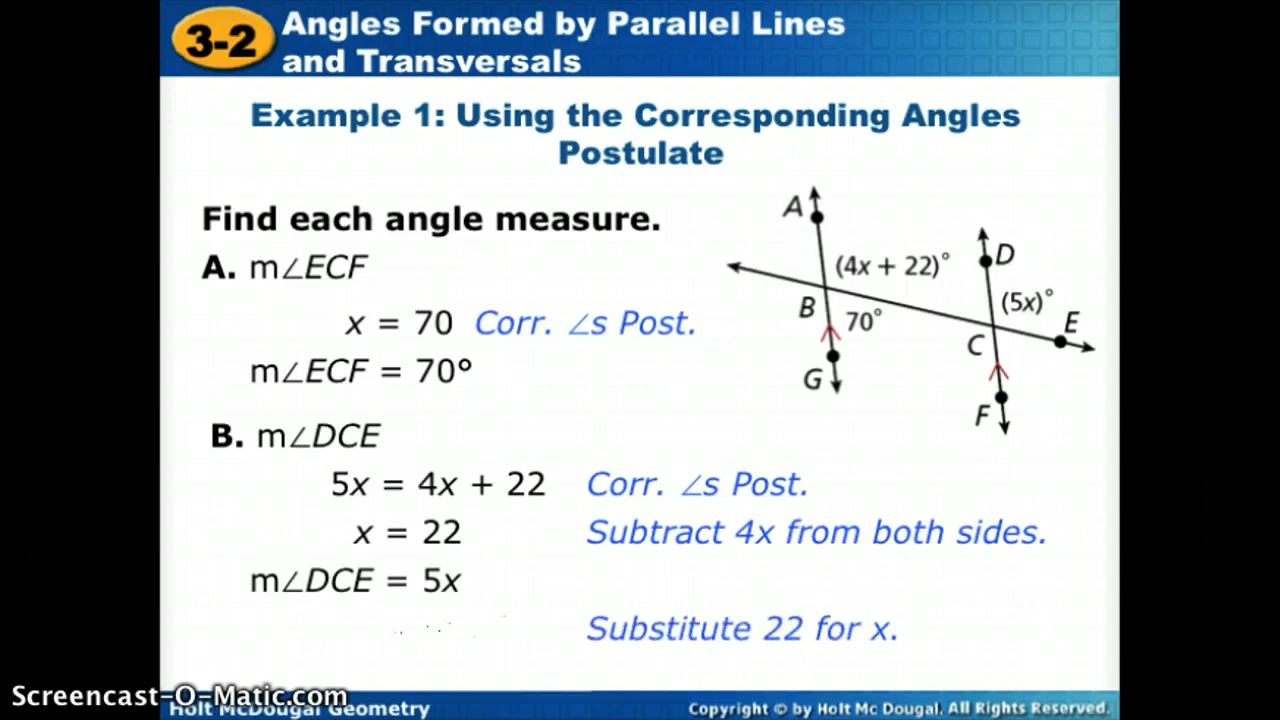 3-2
Angles Formed by Parallel Lines
and Transversals
Example 1: Using the Corresponding Angles
Postulate
Find each angle measure.
A. m∠ECF
x = 70 Corr. ∠s Post.
m∠ECF = 70°
B. m∠DCE
5x = 4x + 22 Corr. ∠s Post.
x = 22 Subtract 4x from both sides.
m∠DCE = 5x
Substitute 22 for x.
A
D
(4x + 22)°
(5x)°
B
70°
E
C
G
F
Screencast-O-Matic.com
Holt McDougal Geometry
Copyright © by Holt Mc Dougal. All Rights Reserved.